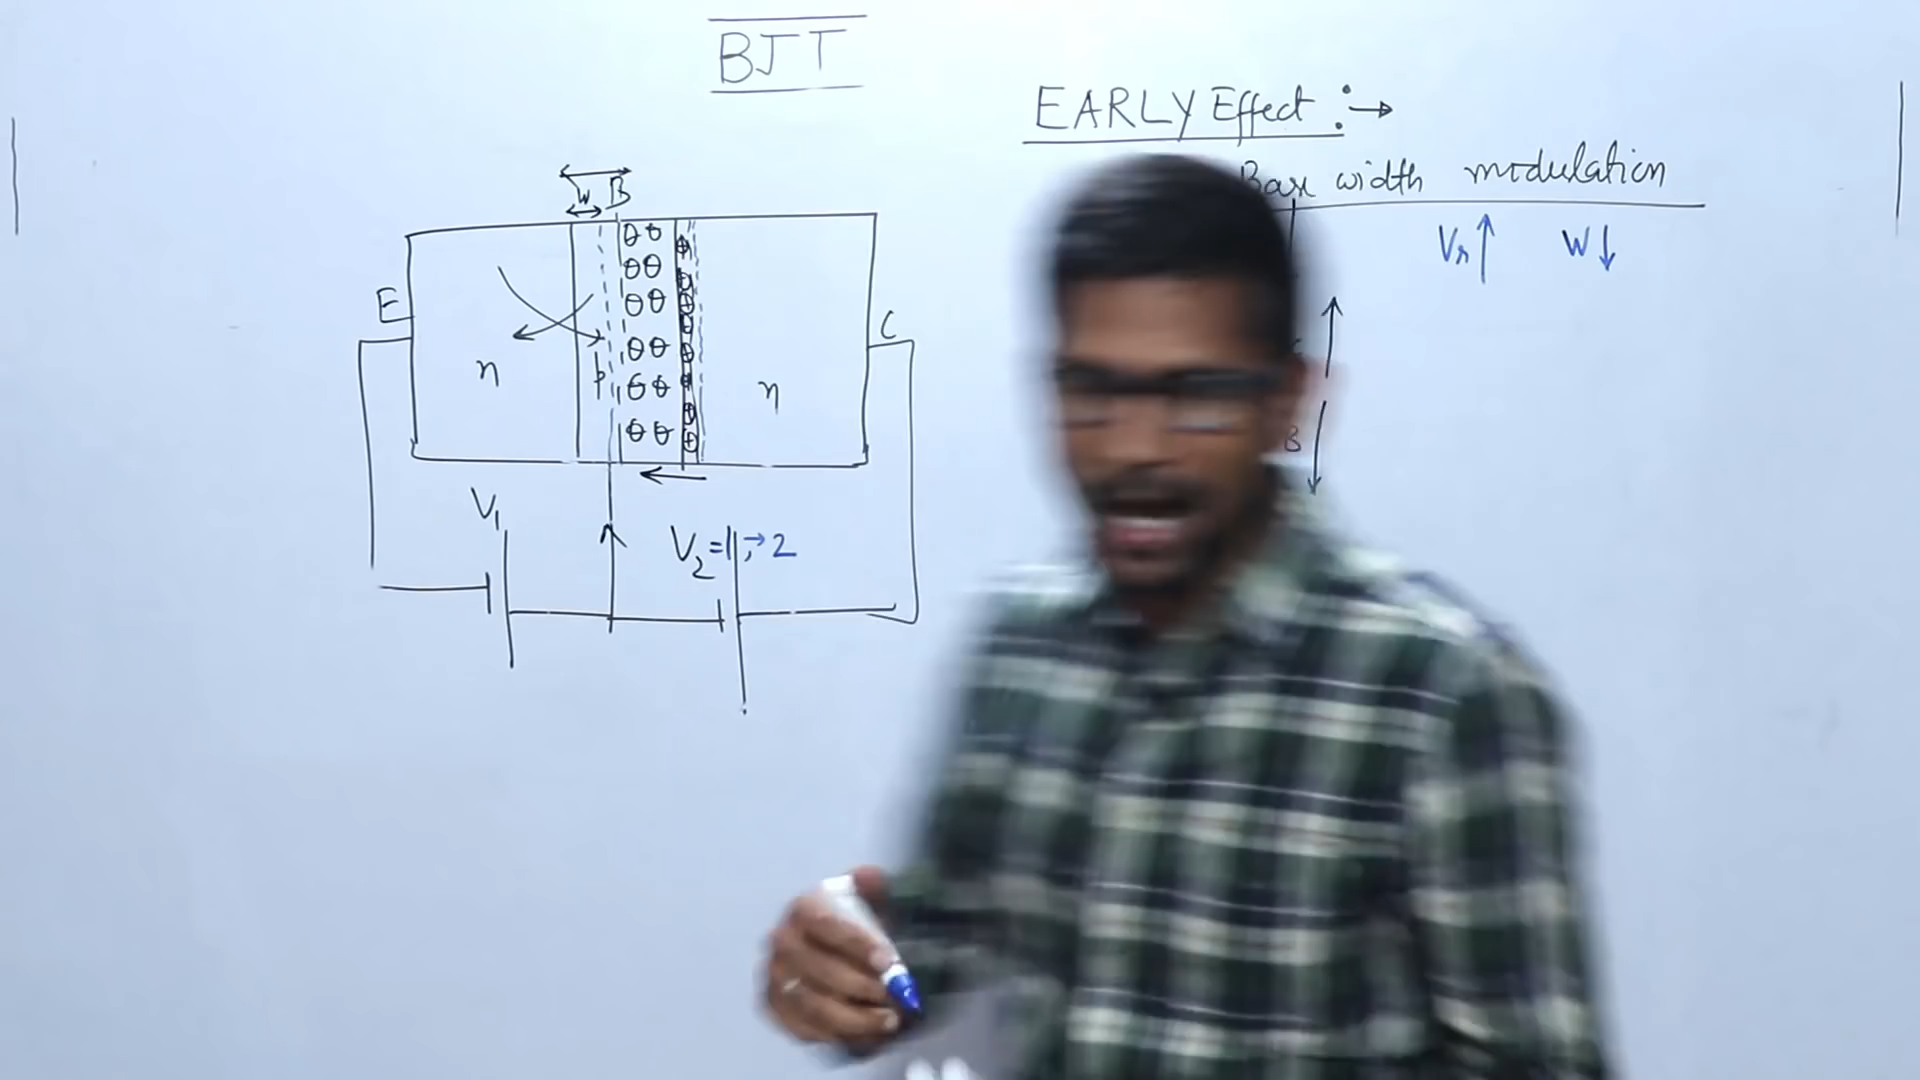 BJT
EARLY Effect :→
Base width modulation
Vr↑ W↓
W B
E
C
n
p
n
B
V1
V2=1 → 2